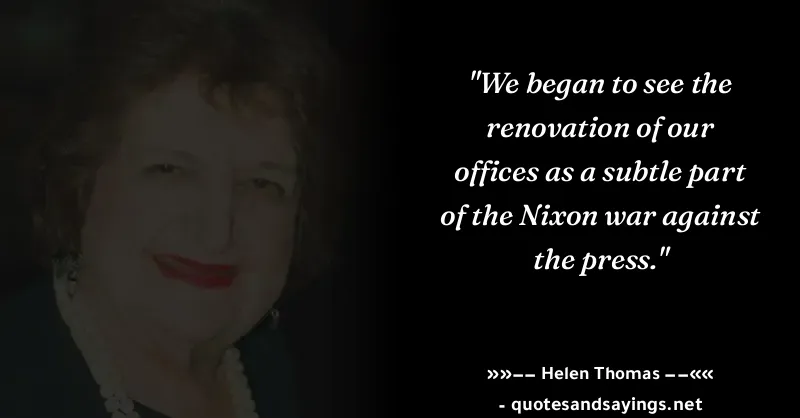 "We began to see the
renovation of our
offices as a subtle part
of the Nixon war against
the press."
»»–– Helen Thomas ––««
- quotesandsayings.net